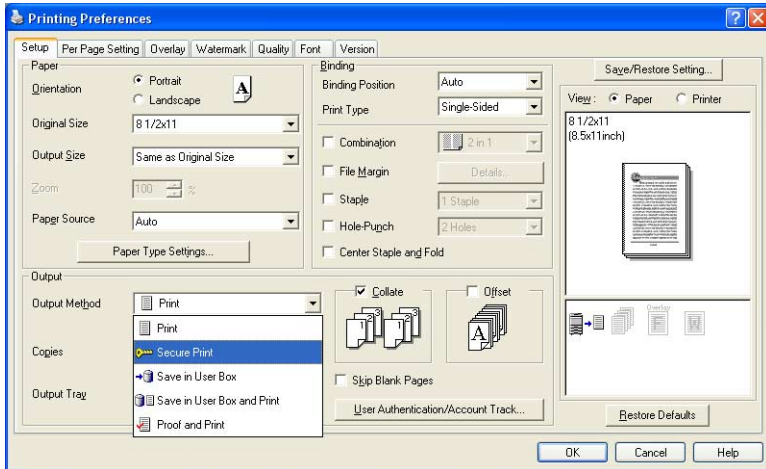 Printing Preferences
Setup Per Page Setting Overlay Watermark Quality Font Version
Paper
Orientation
Portrait
Landscape
Original Size
8 1/2x11
Output Size
Same as Original Size
Zoom
100 %
Paper Source
Auto
Paper Type Settings...
Binding
Binding Position
Auto
Print Type
Single-Sided
Combination
2 in 1
File Margin
Details...
Staple
1 Staple
Hole-Punch
2 Holes
Center Staple and Fold
Save/Restore Setting...
View : Paper Printer
8 1/2x11
(8.5x11inch)
Output
Output Method
Print
Print
Secure Print
Save in User Box
Save in User Box and Print
Proof and Print
Copies
Output Tray
Collate
Offset
Skip Blank Pages
User Authentication/Account Track...
Overlay
Restore Defaults
OK Cancel Help